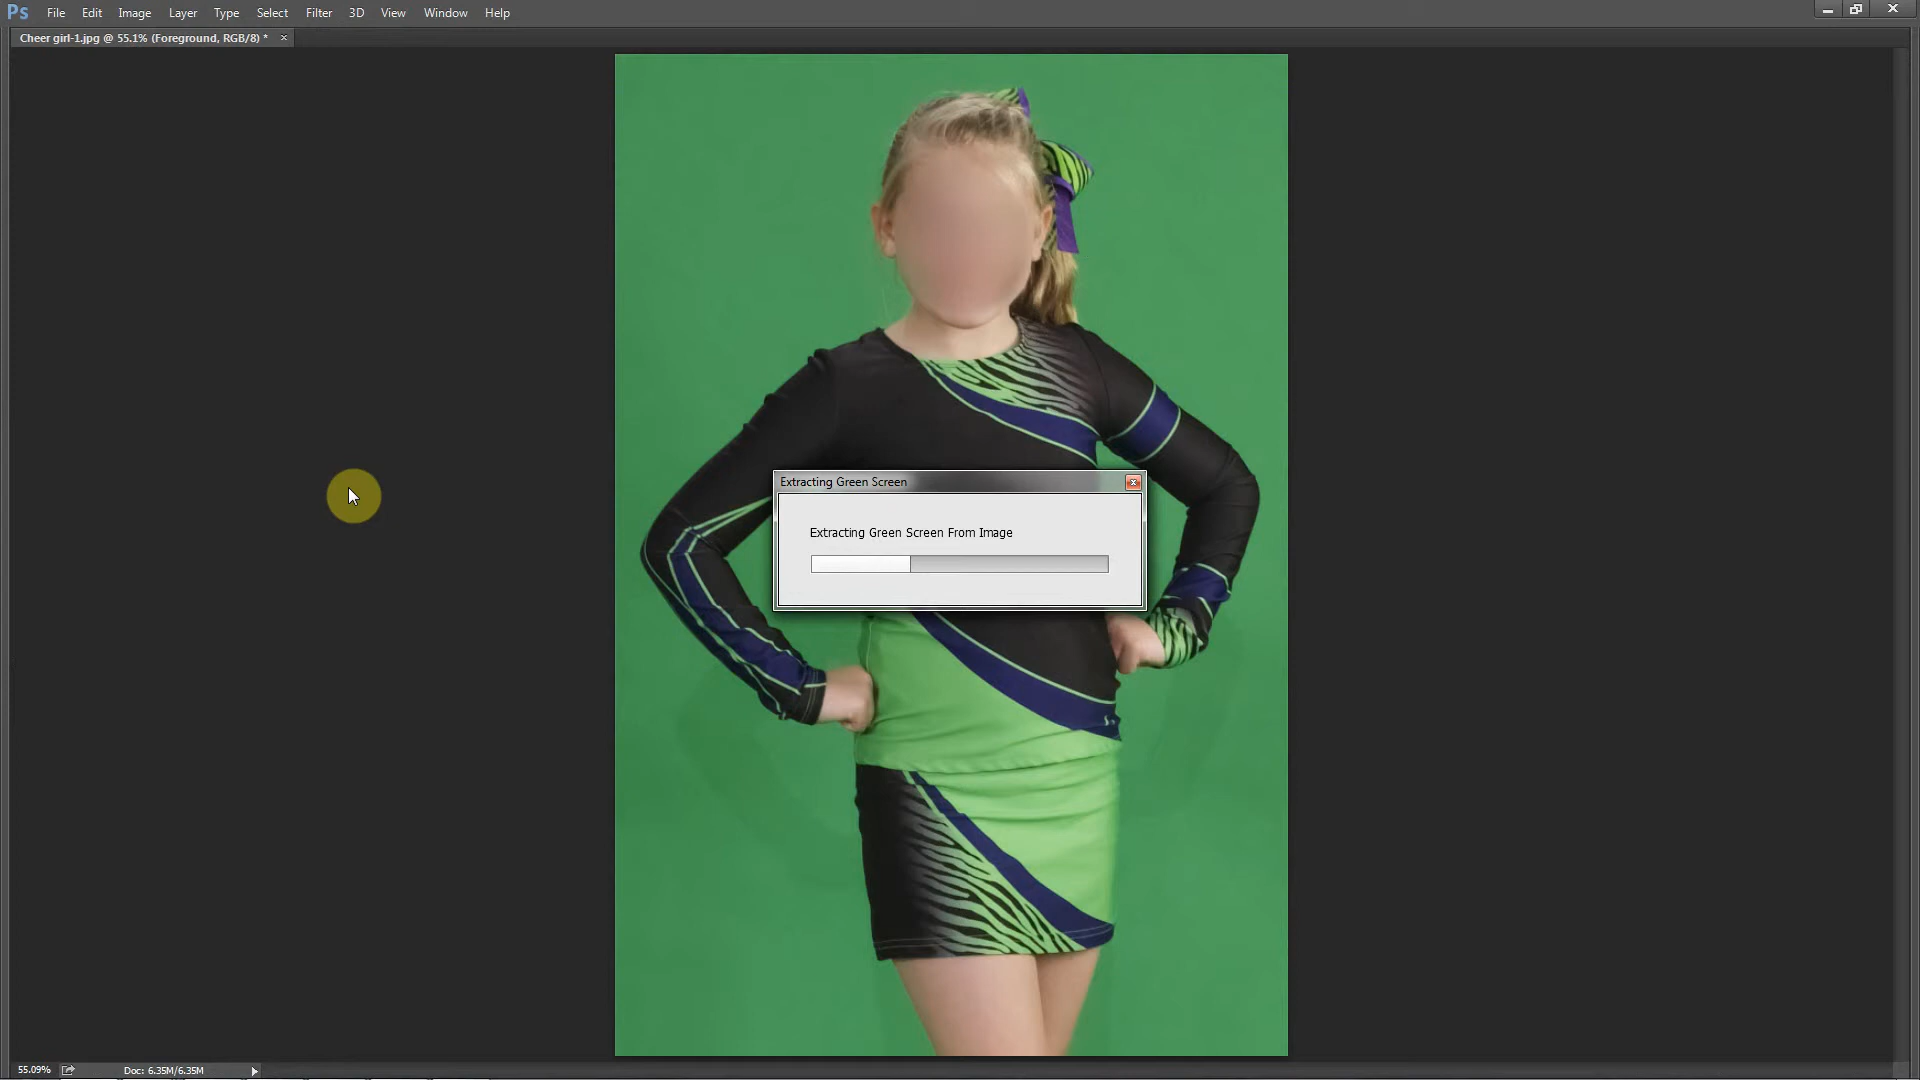 Ps File Edit Image Layer Type Select Filter 3D View Window Help
Cheer girl-1.jpg @ 55.1% (Foreground, RGB/8) * ×
Extracting Green Screen
Extracting Green Screen From Image
55.09% Doc: 6.35M/6.35M